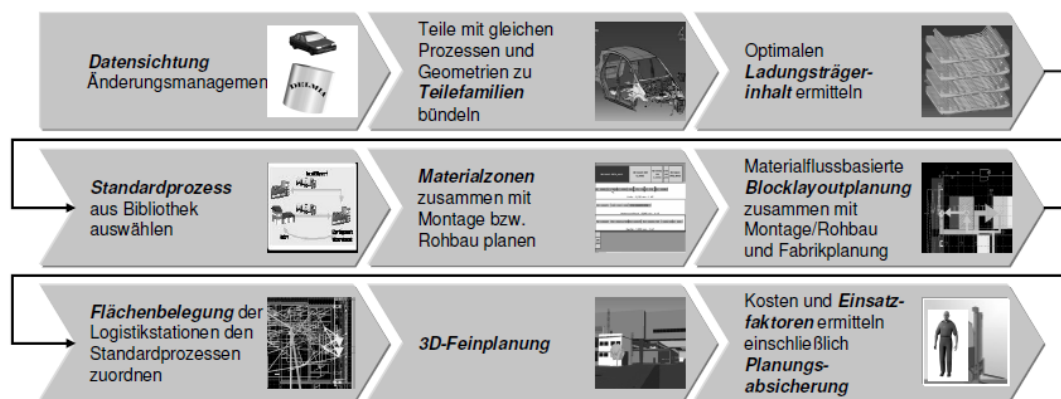 Datensichtung
Änderungsmanagemen
DELMIA
Teile mit gleichen
Prozessen und
Geometrien zu
Teilefamilien
bündeln
Optimalen
Ladungsträger-
inhalt ermitteln
Standardprozess
aus Bibliothek
auswählen
Materialzonen
zusammen mit
Montage bzw.
Rohbau planen
Materialflussbasierte
Blocklayoutplanung
zusammen mit
Montage/Rohbau
und Fabrikplanung
Flächenbelegung der
Logistikstationen den
Standardprozessen
zuordnen
3D-Feinplanung
Kosten und Einsatz-
faktoren ermitteln
einschließlich
Planungs-
absicherung